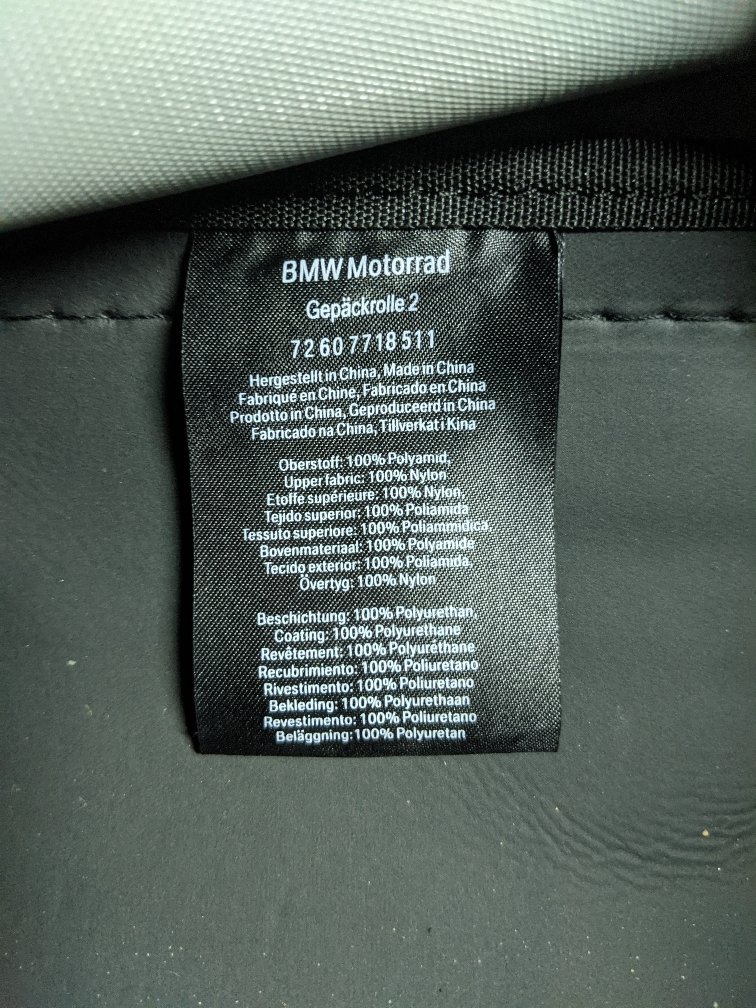 BMW Motorrad
Gepäckrolle 2
72 60 7 718 511
Hergestellt in China, Made in China
Fabriqué en Chine, Fabricado en China
Prodotto in China, Geproduceerd in China
Fabricado na China, Tillverkat i Kina
Oberstoff: 100% Polyamid,
Upper fabric: 100% Nylon
Etoffe supérieure: 100% Nylon,
Tejido superior: 100% Poliamida
Tessuto superiore: 100% Poliammidica
Bovenmateriaal: 100% Polyamide
Tecido exterior: 100% Poliamida.
Övertyg: 100% Nylon
Beschichtung: 100% Polyurethan,
Coating: 100% Polyurethane
Revêtement: 100% Polyuréthane
Recubrimiento: 100% Poliuretano
Rivestimento: 100% Poliuretano
Bekleding: 100% Polyurethaan
Revestimento: 100% Poliuretano
Beläggning: 100% Polyuretan